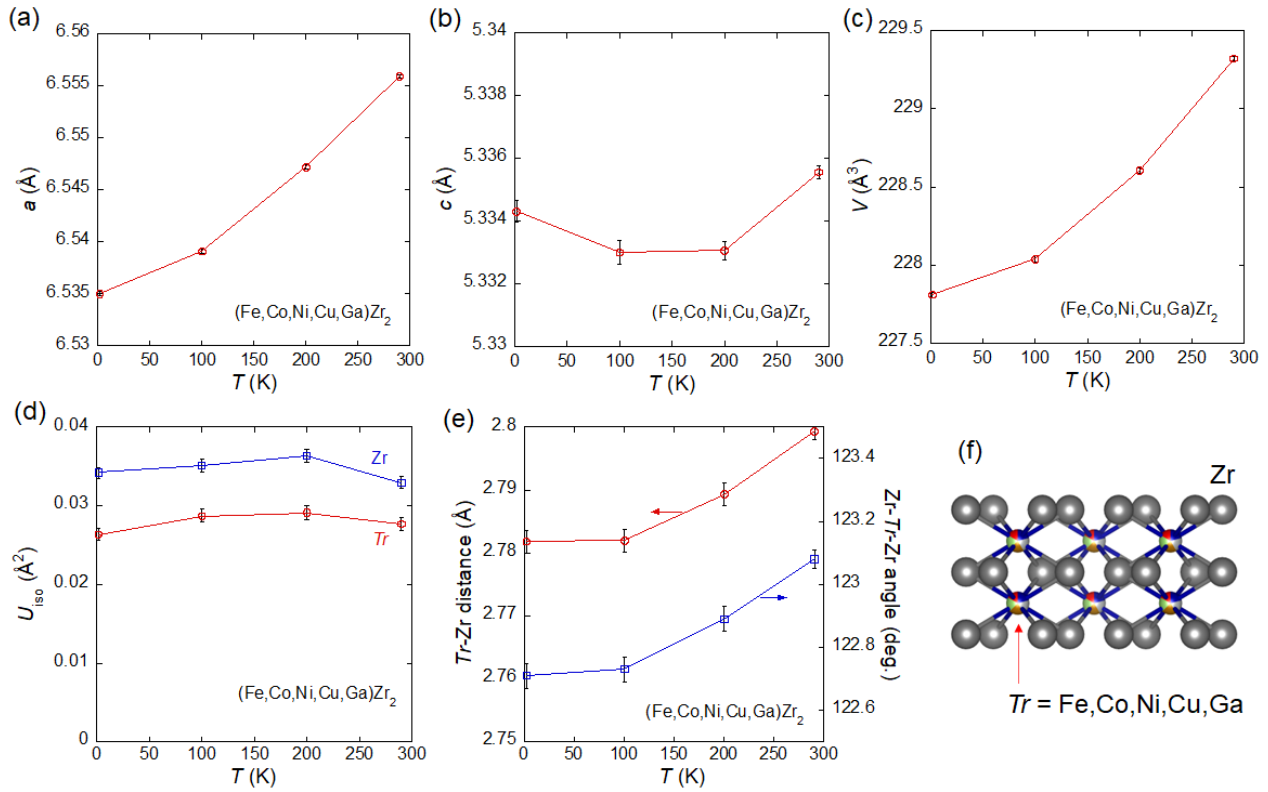 (a)
6.56
6.555
6.55
6.545
6.54
6.535
6.53
a (Å)
(Fe,Co,Ni,Cu,Ga)Zr₂
0 50 100 150 200 250 300
T (K)
(b)
5.34
5.338
5.336
5.334
5.332
5.33
c (Å)
(Fe,Co,Ni,Cu,Ga)Zr₂
0 50 100 150 200 250 300
T (K)
(c)
229.5
229
228.5
228
227.5
V (Å³)
(Fe,Co,Ni,Cu,Ga)Zr₂
0 50 100 150 200 250 300
T (K)
(d)
0.04
0.03
0.02
0.01
0
U_iso (Å²)
Zr
Tr
(Fe,Co,Ni,Cu,Ga)Zr₂
0 50 100 150 200 250 300
T (K)
(e)
2.8
2.79
2.78
2.77
2.76
2.75
Tr-Zr distance (Å)
123.4
123.2
123
122.8
122.6
Zr-Tr-Zr angle (deg.)
(Fe,Co,Ni,Cu,Ga)Zr₂
0 50 100 150 200 250 300
T (K)
(f)
Zr
Tr = Fe,Co,Ni,Cu,Ga